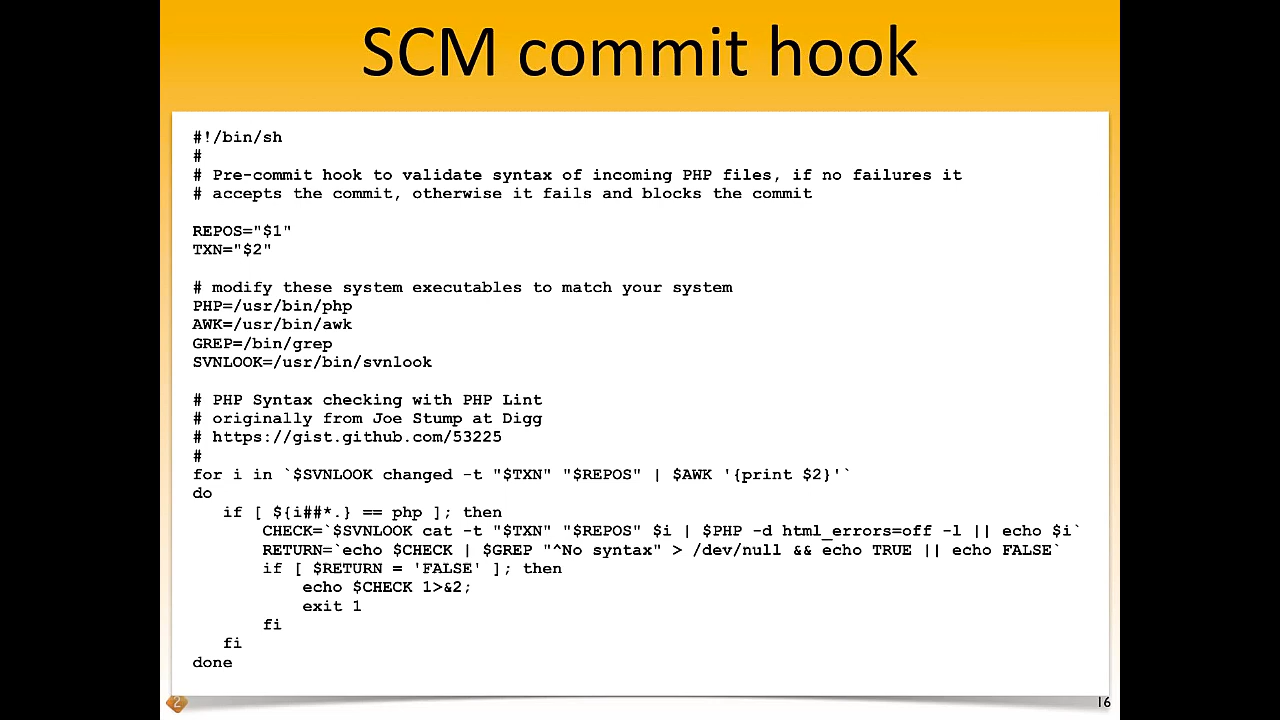 SCM commit hook
#!/bin/sh
#
# Pre-commit hook to validate syntax of incoming PHP files, if no failures it
# accepts the commit, otherwise it fails and blocks the commit
REPOS="$1"
TXN="$2"
# modify these system executables to match your system
PHP=/usr/bin/php
AWK=/usr/bin/awk
GREP=/bin/grep
SVNLOOK=/usr/bin/svnlook
# PHP Syntax checking with PHP Lint
# originally from Joe Stump at Digg
# https://gist.github.com/53225
#
for i in `$SVNLOOK changed -t "$TXN" "$REPOS" | $AWK '{print $2}'`
do
if [ ${i##*.} == php ]; then
CHECK=`$SVNLOOK cat -t "$TXN" "$REPOS" $i | $PHP -d html_errors=off -l || echo $i`
RETURN=`echo $CHECK | $GREP "^No syntax" > /dev/null && echo TRUE || echo FALSE`
if [ $RETURN = 'FALSE' ]; then
echo $CHECK 1>&2;
exit 1
fi
fi
done
2
16